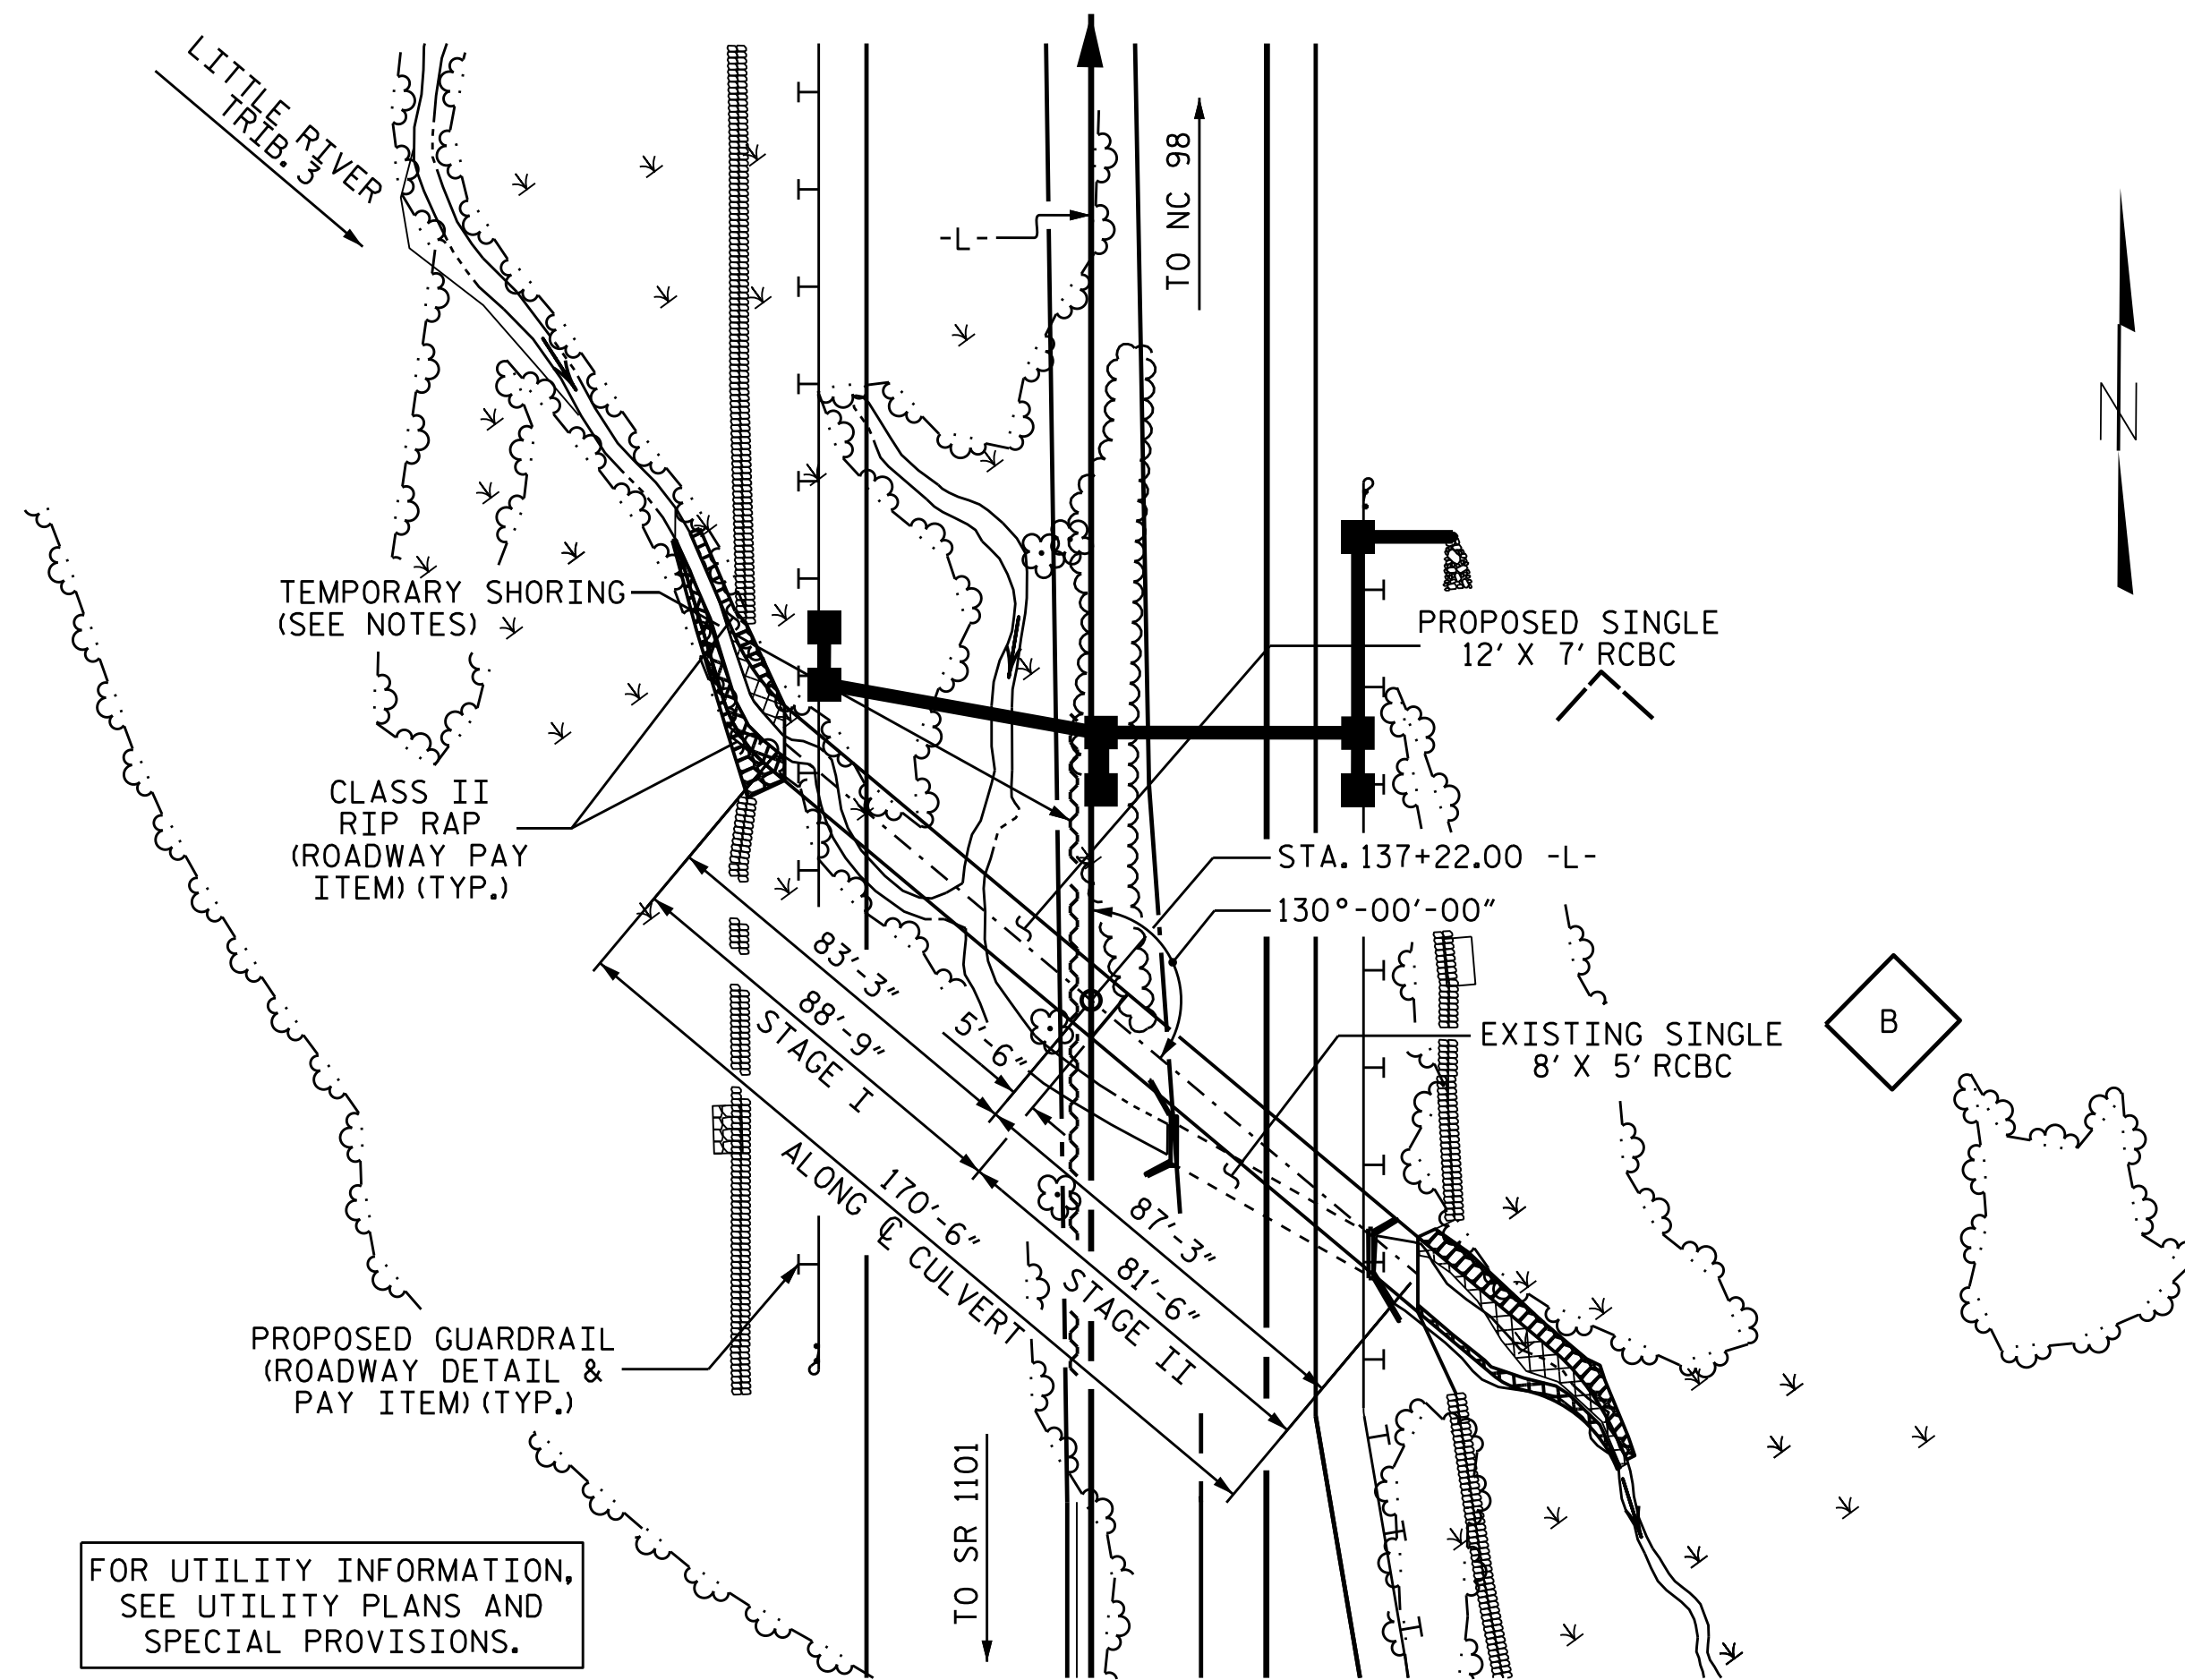 LITTLE RIVER
TRIB. 3
-L-
TO NC 98
N
TEMPORARY SHORING
(SEE NOTES)
PROPOSED SINGLE
12' X 7' RCBC
CLASS II
RIP RAP
(ROADWAY PAY
ITEM) (TYP.)
STA. 137+22.00 -L-
130°-00'-00"
83'-3"
88'-9"
STAGE I
5'-6"
EXISTING SINGLE
8' X 5' RCBC
B
170'-6"
ALONG ℄ CULVERT
87'-3"
81'-6"
STAGE II
PROPOSED GUARDRAIL
(ROADWAY DETAIL &
PAY ITEM) (TYP.)
TO SR 1101
FOR UTILITY INFORMATION,
SEE UTILITY PLANS AND
SPECIAL PROVISIONS.